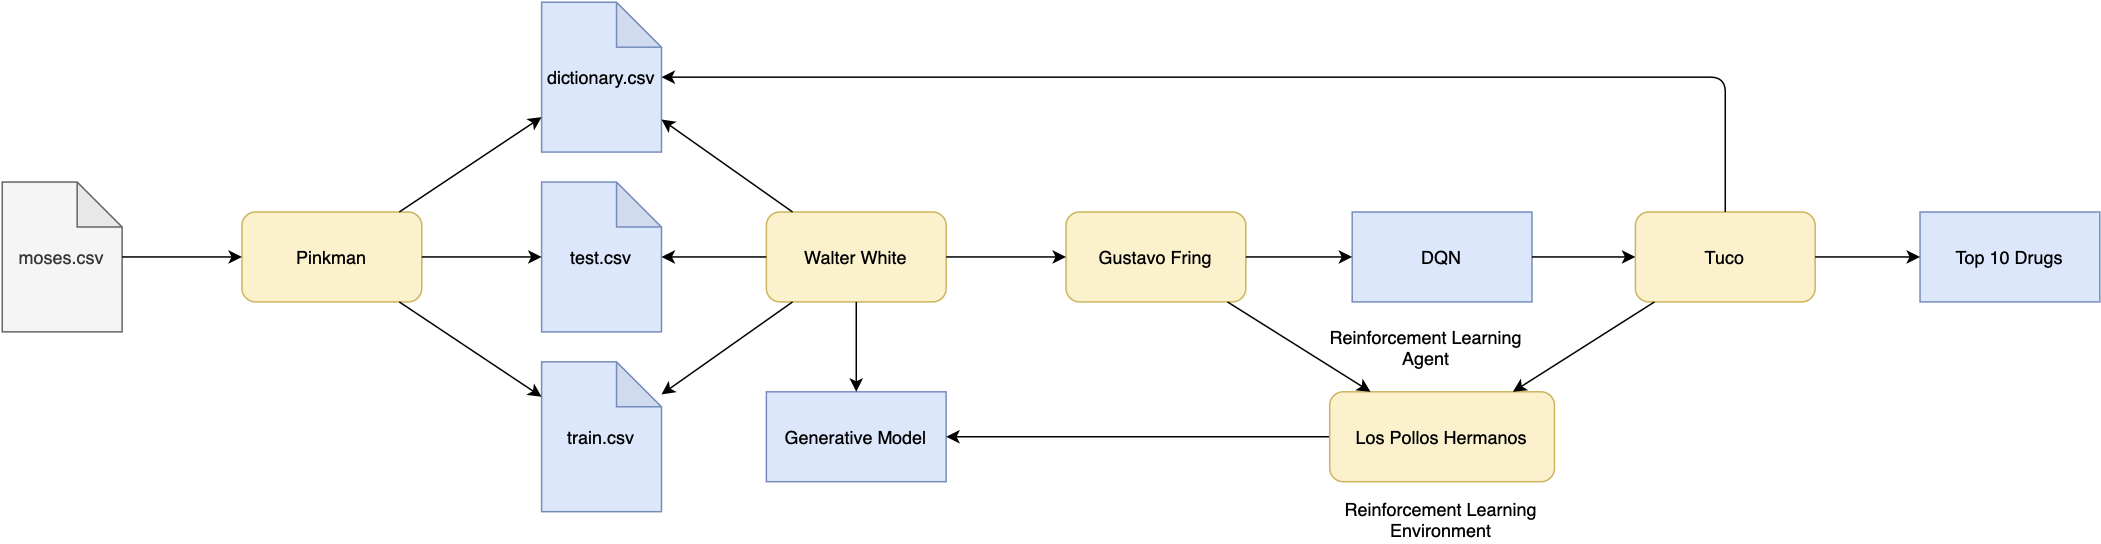 dictionary.csv
moses.csv
Pinkman
test.csv
Walter White
Gustavo Fring
DQN
Tuco
Top 10 Drugs
Reinforcement Learning
Agent
train.csv
Generative Model
Los Pollos Hermanos
Reinforcement Learning
Environment